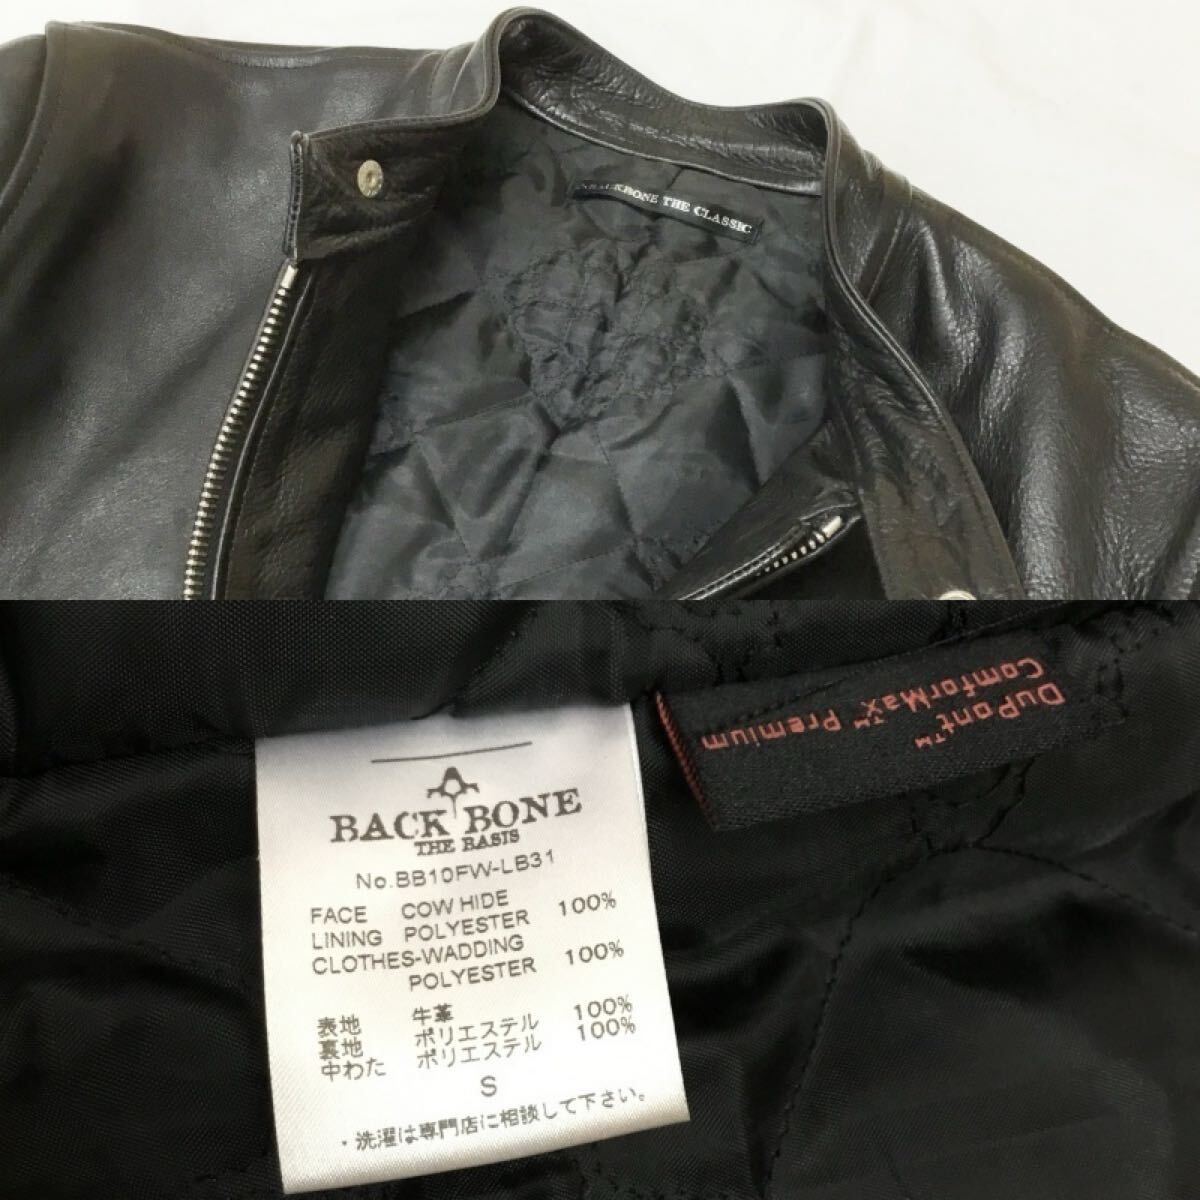 BACKBONE THE CLASSIC
DuPont™
ComforMax™ Premium
BACK BONE
THE BASIS
No.BB10FW-LB31
FACE COW HIDE
LINING POLYESTER 100%
CLOTHES-WADDING
POLYESTER 100%
表地 牛革 100%
裏地 ポリエステル 100%
中わた ポリエステル
S
・洗濯は専門店に相談して下さい。